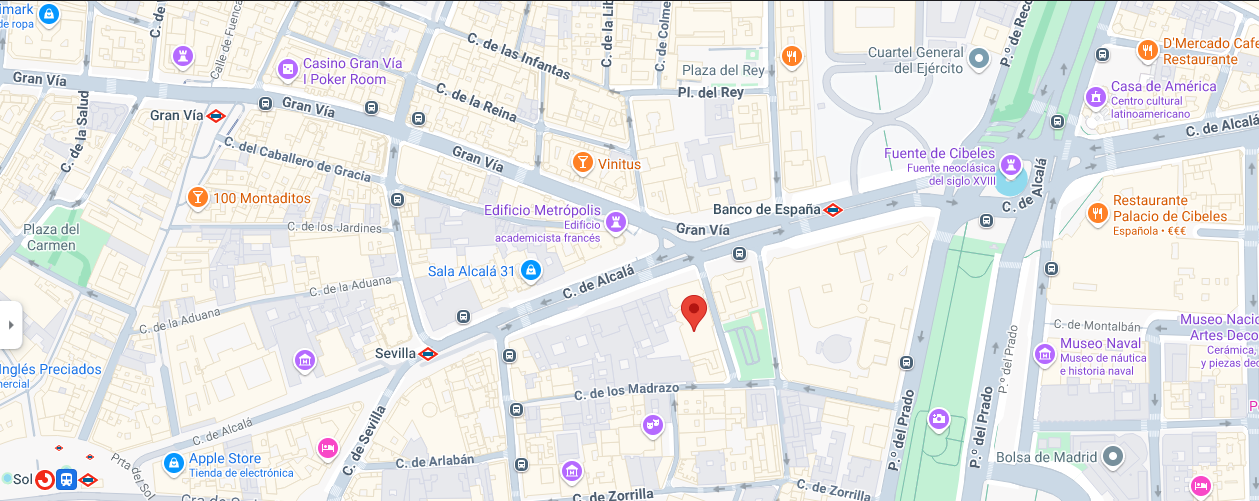 imark
de ropa
C. de
Calle de Fuenca
Casino Gran Vía
| Poker Room
C. de las Infantas
C. de la Lib
C. de Colme
Plaza del Rey
Pl. del Rey
Cuartel General
del Ejército
P.º de Reco
D'Mercado Cafe
Restaurante
Casa de América
Centro cultural
latinoamericano
C. de Alcalá
Gran Vía
Gran Vía
C. de la Salud
Gran Vía
C. de la Reina
C. del Caballero de Gracia
Gran Vía
Vinitus
100 Montaditos
Fuente de Cibeles
Fuente neoclásica
del siglo XVIII
C. de Alcalá
Restaurante
Palacio de Cibeles
Española • €€€
Banco de España
Edificio Metrópolis
Edificio
academicista francés
Gran Vía
Plaza del
Carmen
C. de los Jardines
Sala Alcalá 31
C. de Alcalá
C. de la Aduana
C. de la Aduana
Sevilla
C. de Montalbán
Museo Naval
Museo de náutica
e historia naval
Museo Nacio
Artes Deco
Cerámica,
y piezas dec
P.º del Prado
Inglés Preciados
mercial
C. de los Madrazo
C. de Alcalá
C. de Sevilla
P.º del Prado
P.º del Prado
Apple Store
Tienda de electrónica
C. de Arlabán
Bolsa de Madrid
Sol
Prta del Sol
C. de Zorrilla
C. de Zorrilla